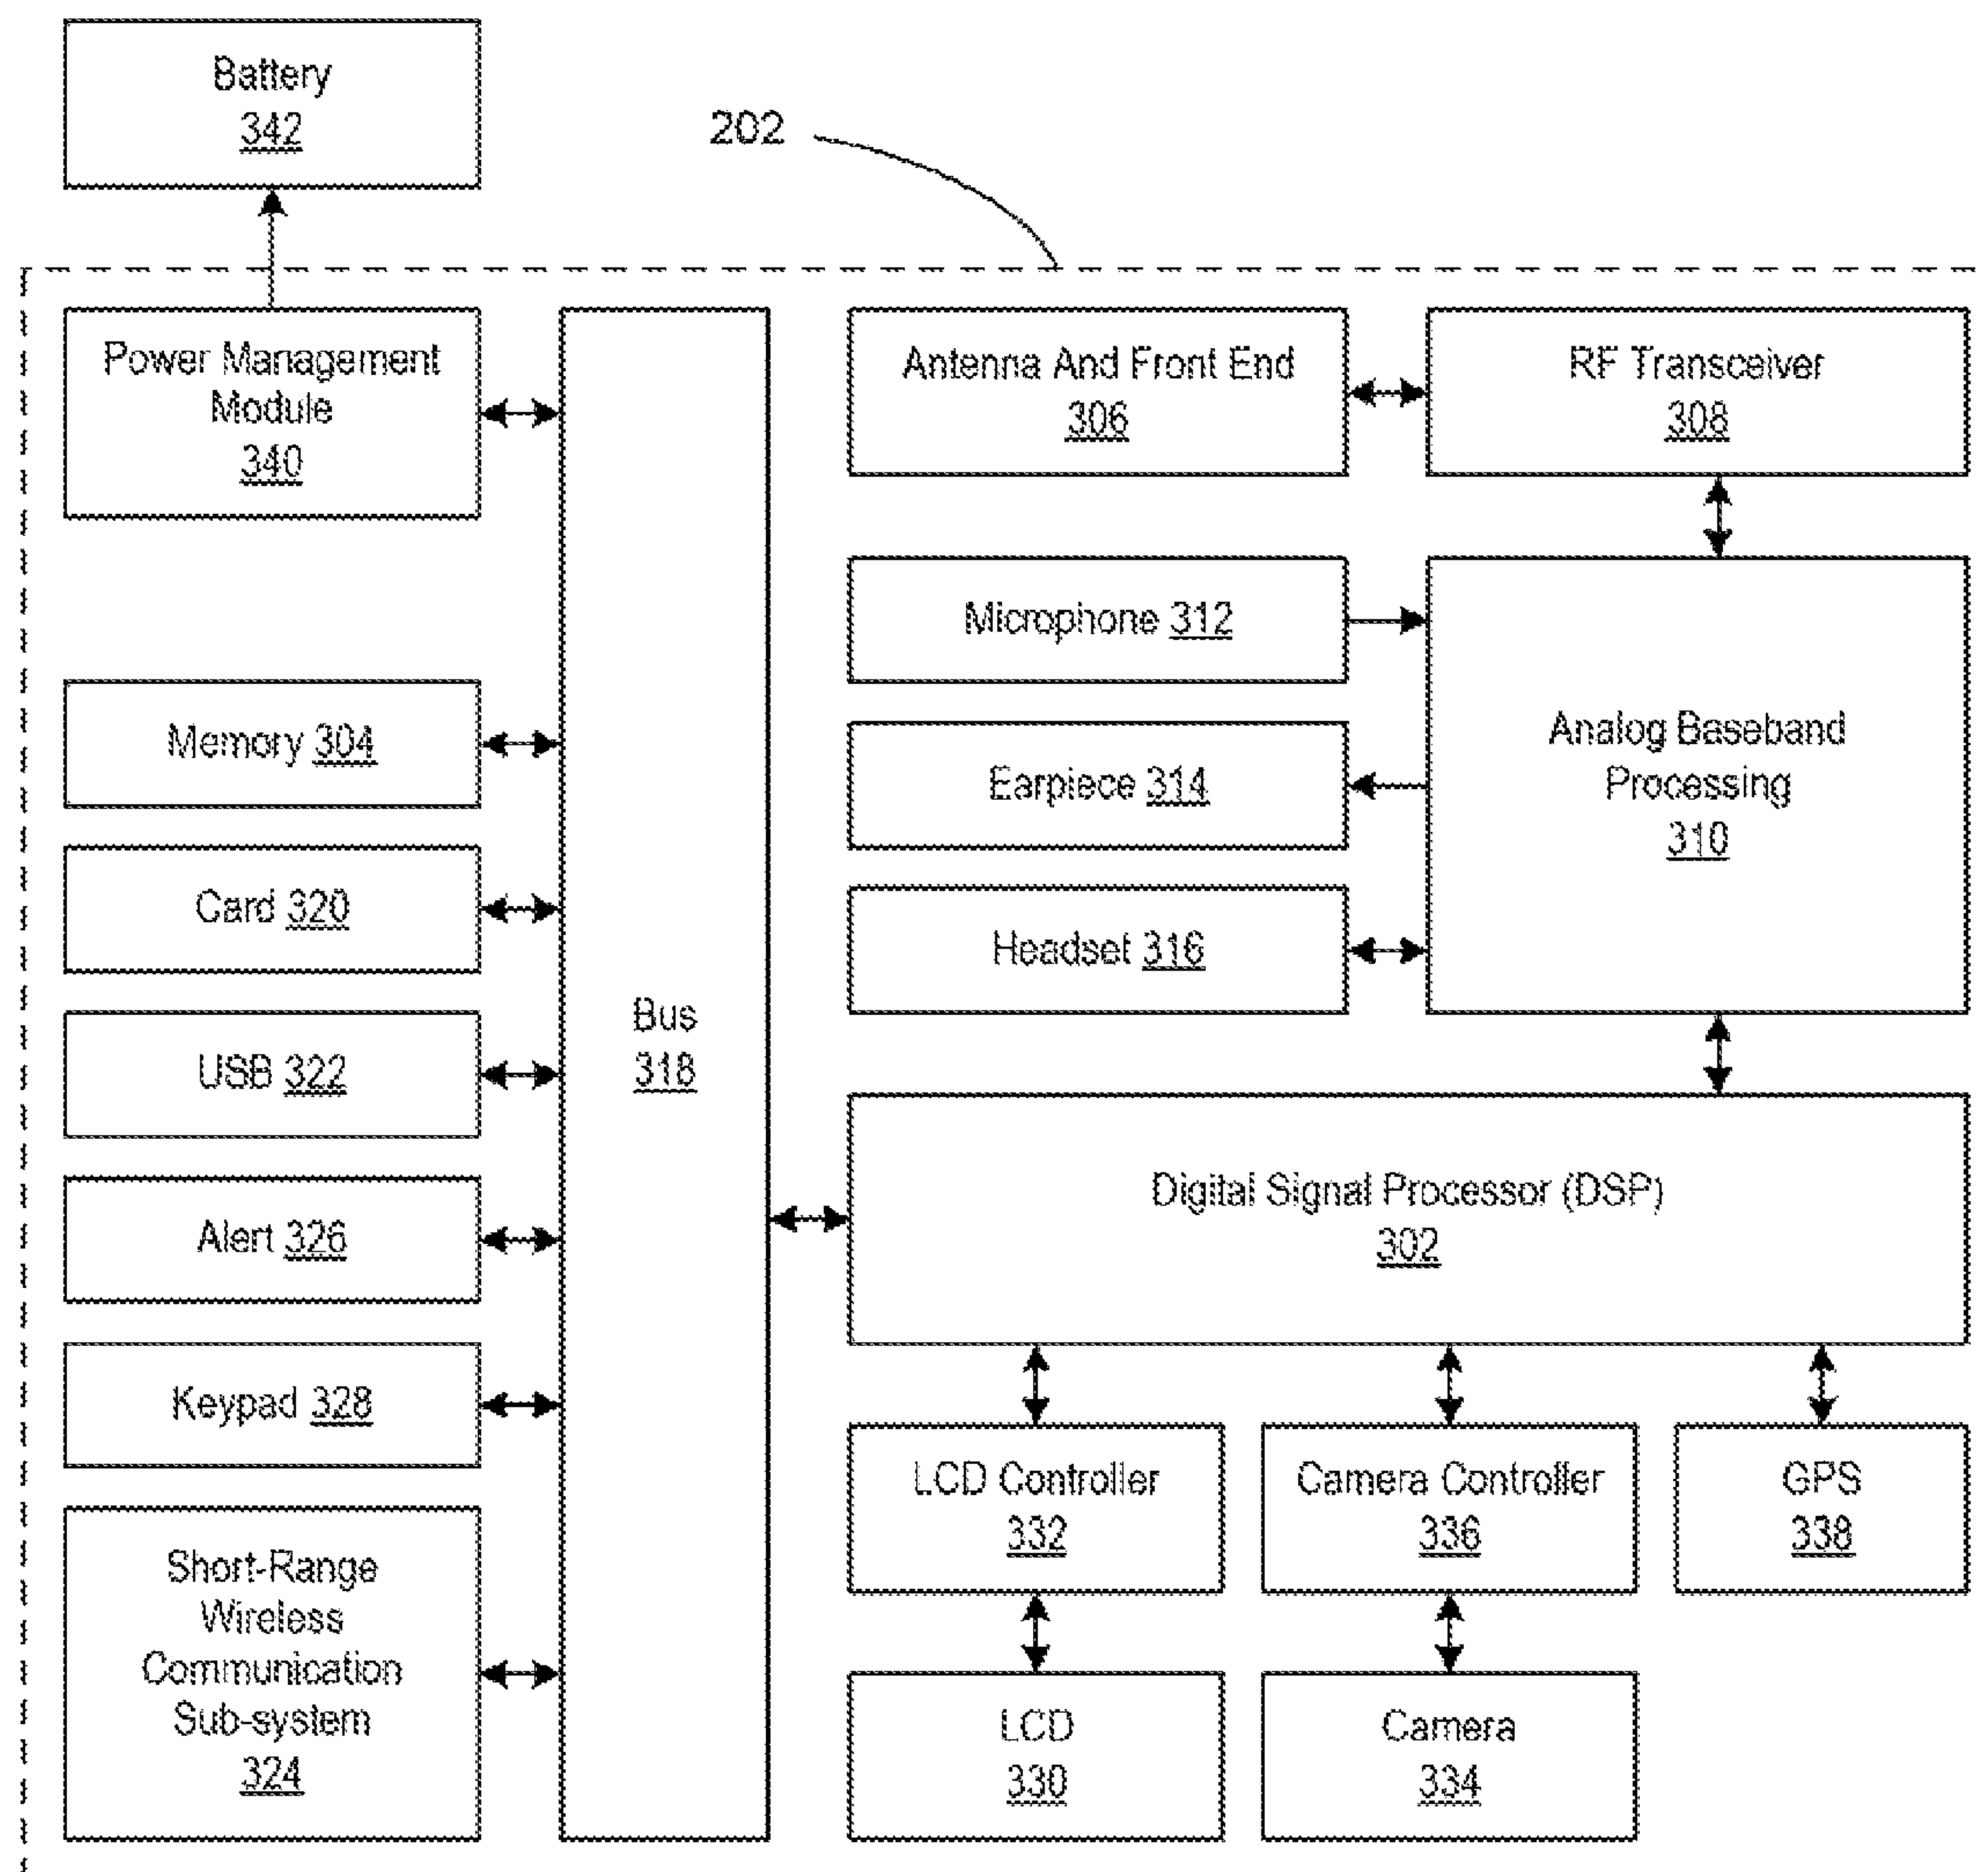 Battery
342
202
Power Management
Module
340
Antenna And Front End
306
RF Transceiver
308
Microphone 312
Memory 304
Earpiece 314
Analog Baseband
Processing
310
Card 320
Headset 316
USB 322
Bus
318
Alert 326
Digital Signal Processor (DSP)
302
Keypad 328
LCD Controller
332
Camera Controller
336
GPS
338
Short-Range
Wireless
Communication
Sub-system
324
LCD
330
Camera
334